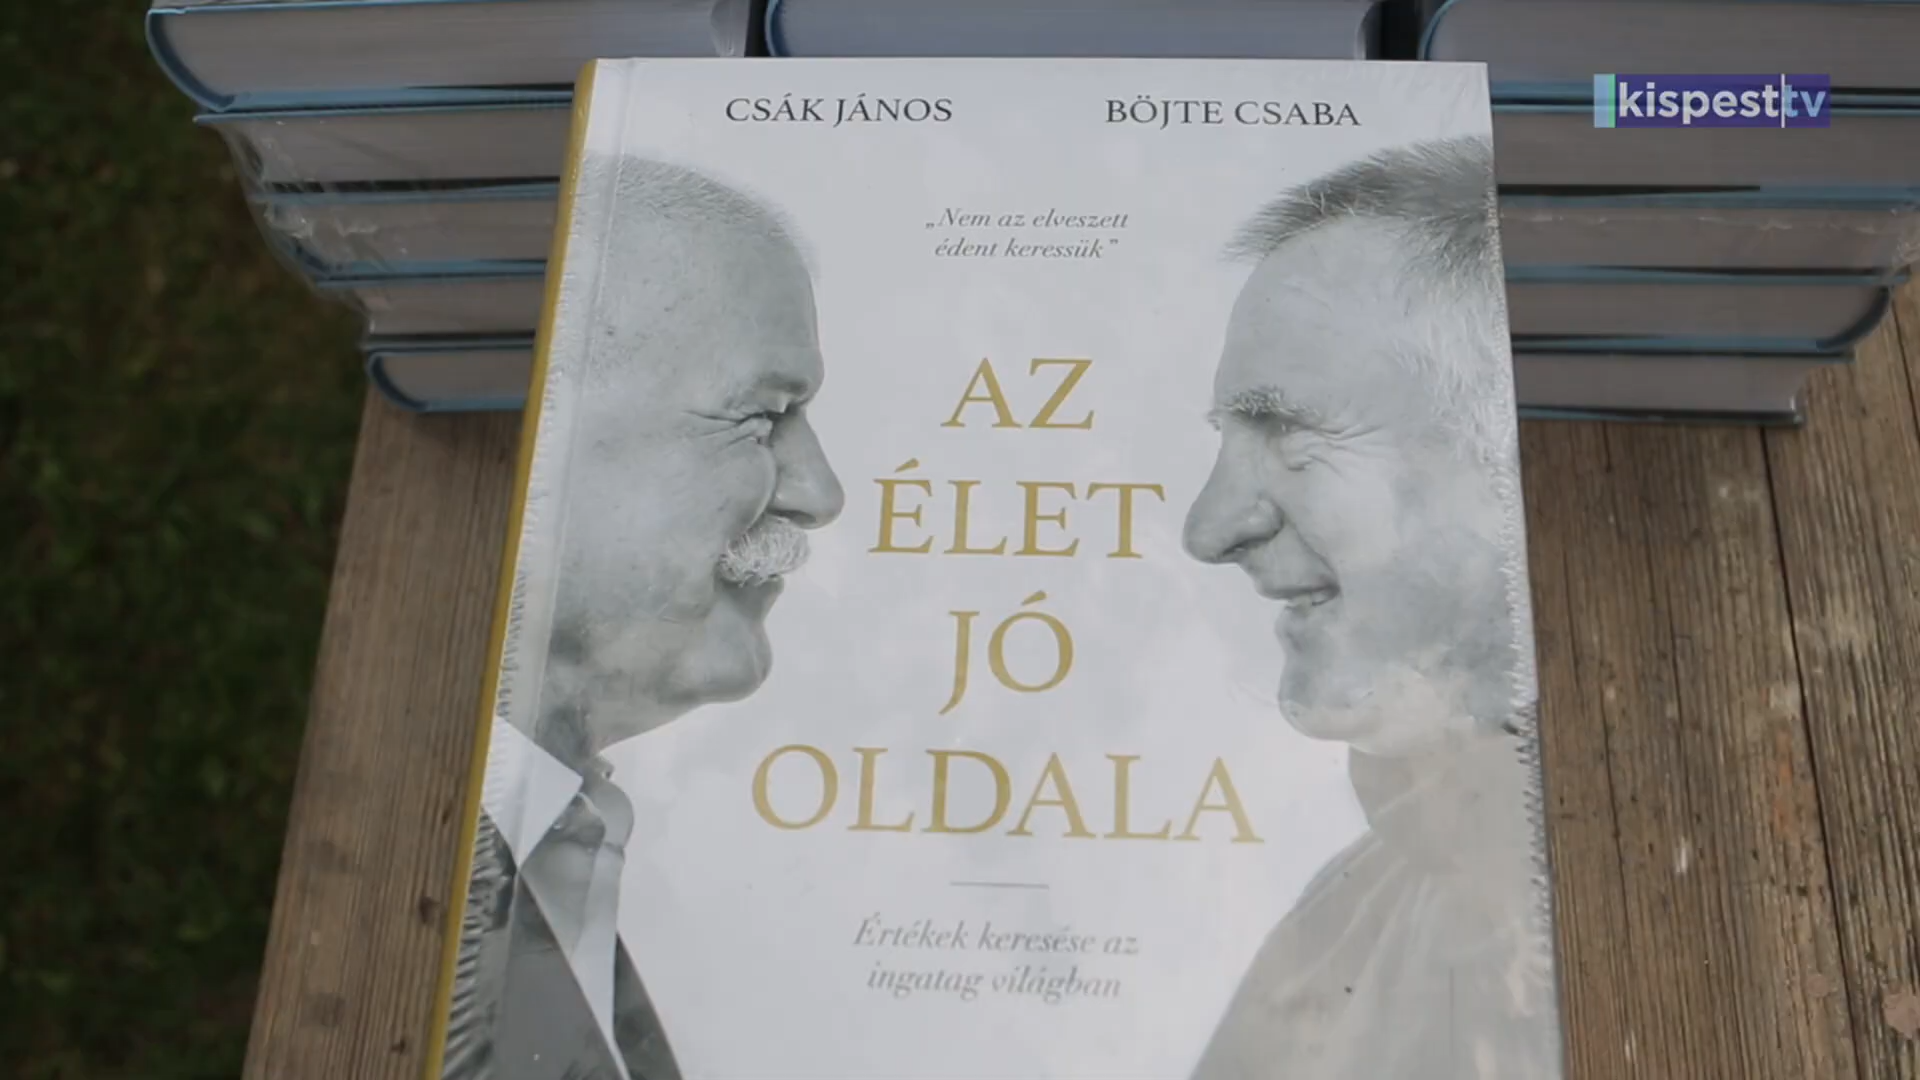 kispest tv
CSÁK JÁNOS
BÖJTE CSABA
„Nem az elveszett
édent keressük”
AZ
ÉLET
JÓ
OLDALA
Értékek keresése az
ingatag világban